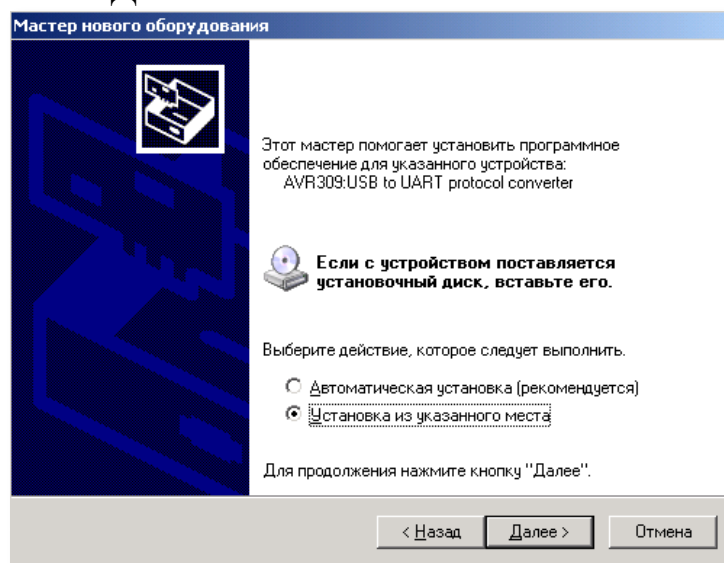 Мастер нового оборудования
Этот мастер помогает установить программное
обеспечение для указанного устройства:
AVR309:USB to UART protocol converter
Если с устройством поставляется
установочный диск, вставьте его.
Выберите действие, которое следует выполнить.
Автоматическая установка (рекомендуется)
Установка из указанного места
Для продолжения нажмите кнопку "Далее".
< Назад
Далее >
Отмена